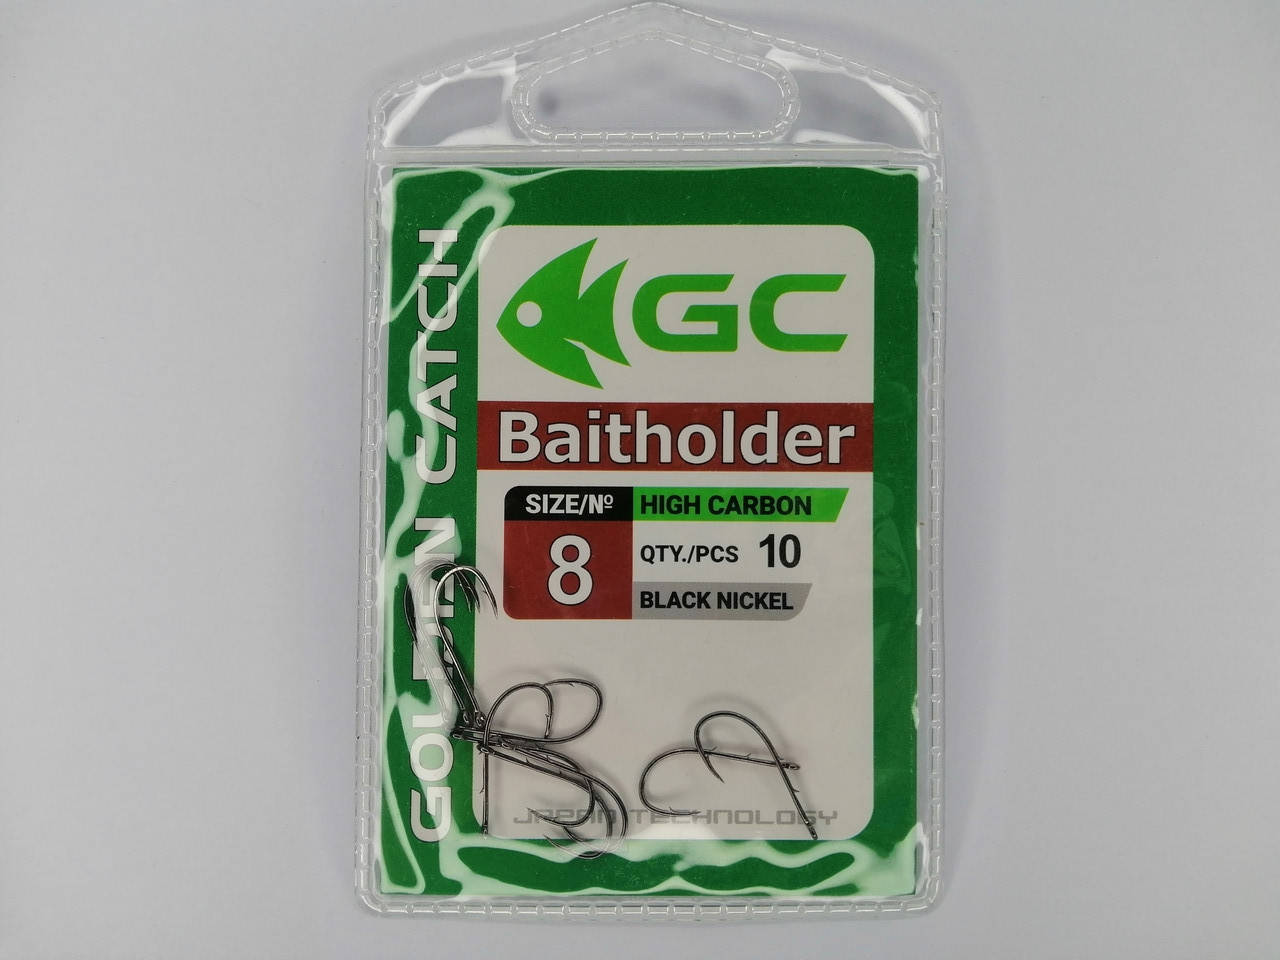 GOLDEN CATCH
GC
Baitholder
SIZE/№ HIGH CARBON
8 QTY./PCS 10
BLACK NICKEL
JAPAN TECHNOLOGY